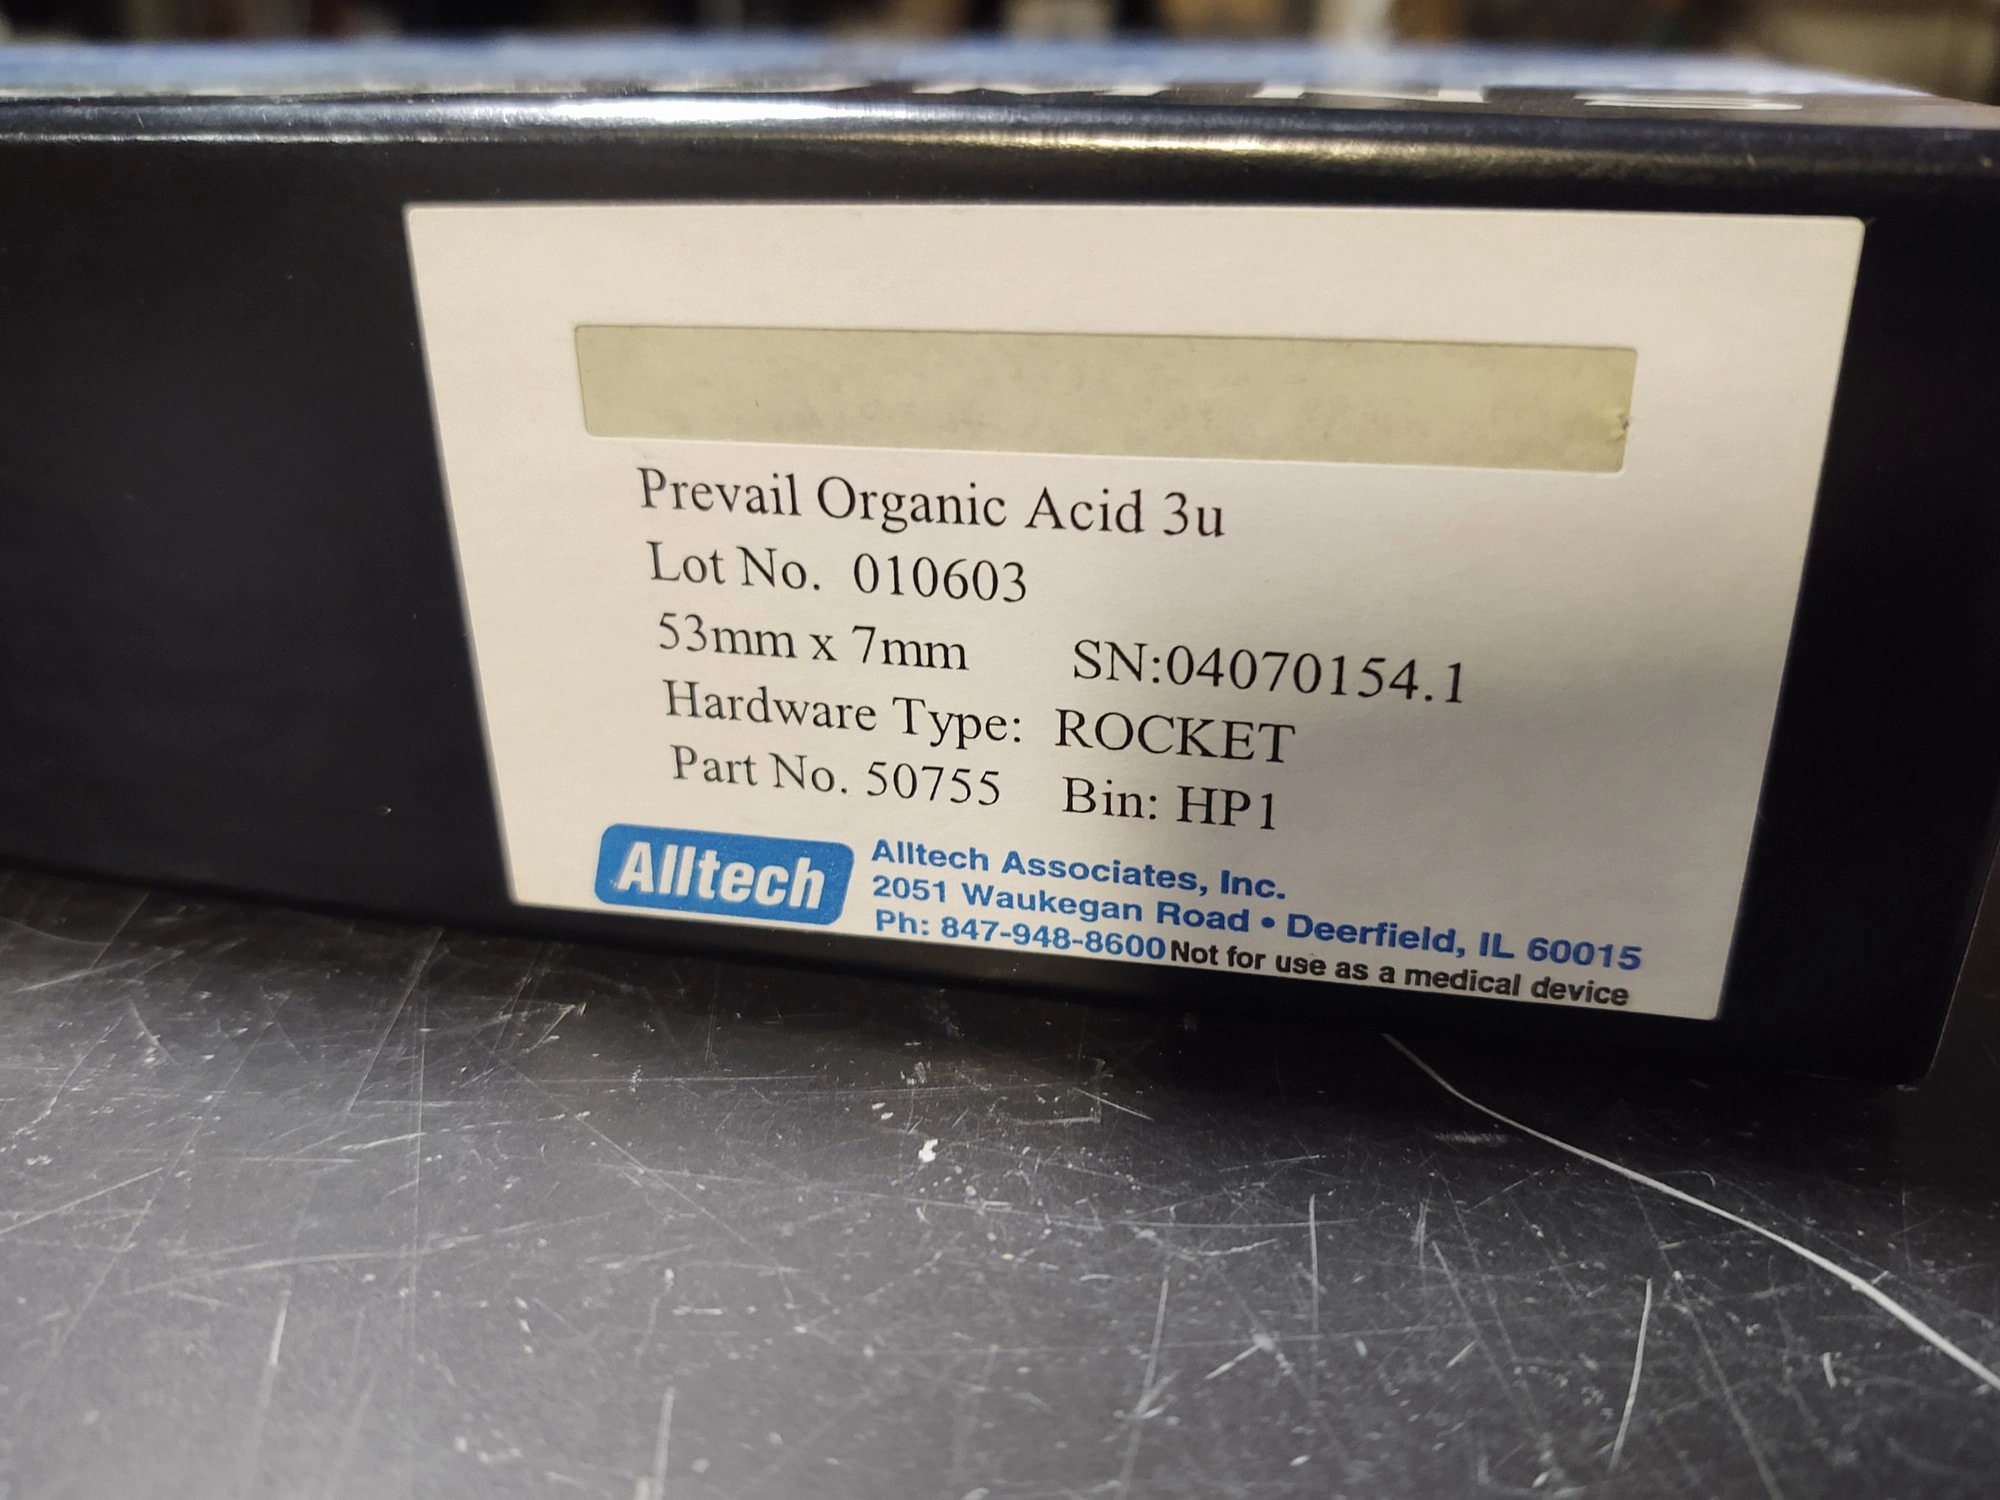 Prevail Organic Acid 3u
Lot No. 010603
53mm x 7mm SN:04070154.1
Hardware Type: ROCKET
Part No. 50755 Bin: HP1
Alltech
Alltech Associates, Inc.
2051 Waukegan Road • Deerfield, IL 60015
Ph: 847-948-8600 Not for use as a medical device